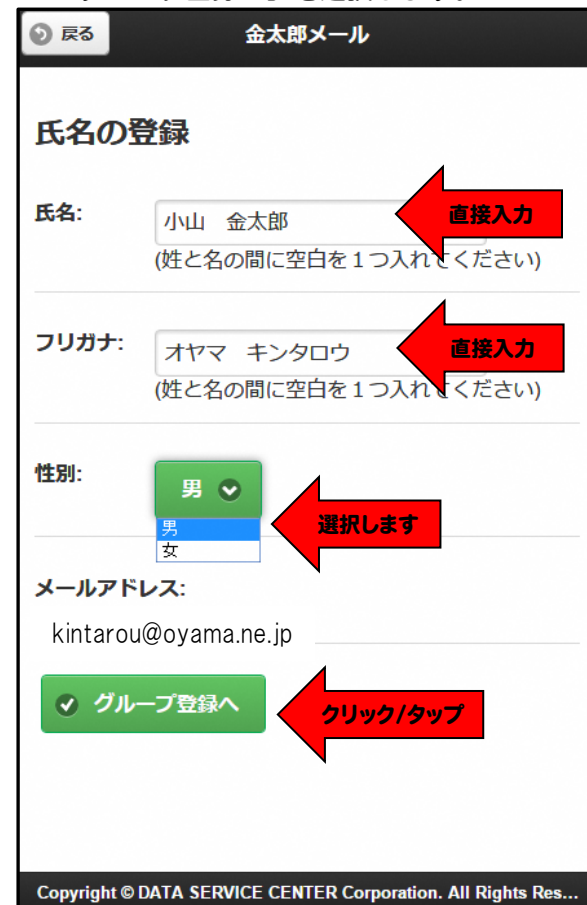 戻る 金太郎メール
氏名の登録
氏名: 小山　金太郎 直接入力
(姓と名の間に空白を１つ入れてください)
フリガナ: オヤマ　キンタロウ 直接入力
(姓と名の間に空白を１つ入れてください)
性別: 男
男 選択します
女
メールアドレス:
kintarou@oyama.ne.jp
グループ登録へ クリック/タップ
Copyright © DATA SERVICE CENTER Corporation. All Rights Res...